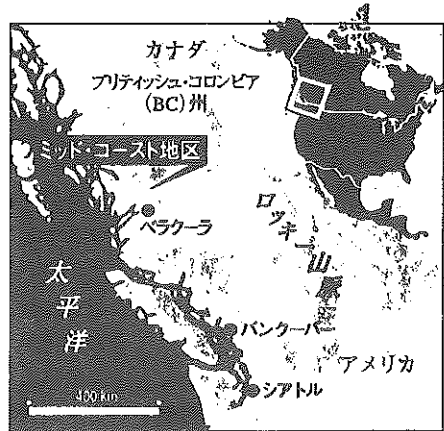 カナダ
ブリティッシュ・コロンビア
(BC)州
ミッド・コースト地区
ベラクーラ
ロッキー山脈
太平洋
バンクーバー
アメリカ
シアトル
400km